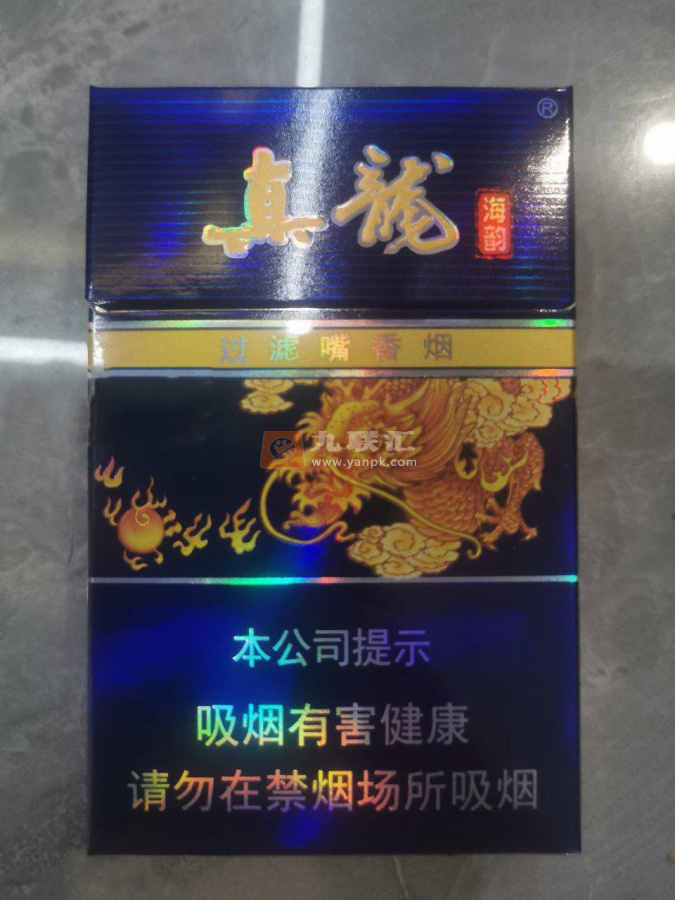 ®
真龍
海韵
过滤嘴香烟
九联汇
www.yanpk.com
本公司提示
吸烟有害健康
请勿在禁烟场所吸烟